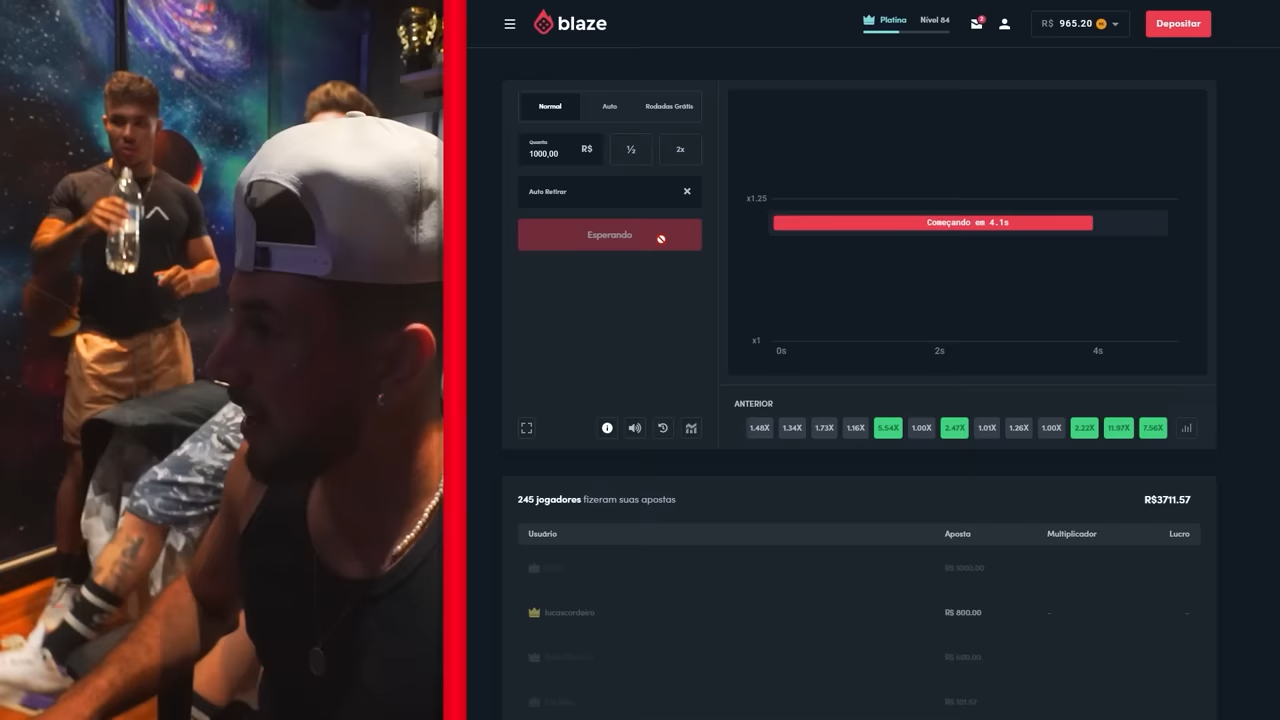 blaze
Platina Nível 84
2
R$ 965.20
Depositar
Normal Auto Rodadas Grátis
Quantia
1000,00 R$ ½ 2x
Auto Retirar
Esperando
x1.25
Começando em 4.1s
x1
0s 2s 4s
ANTERIOR
1.48X 1.34X 1.73X 1.16X 5.54X 1.00X 2.47X 1.01X 1.26X 1.00X 2.22X 11.97X 7.56X
245 jogadores fizeram suas apostas R$3711.57
Usuário Aposta Multiplicador Lucro
R$ 1000.00
lucascordeiro R$ 800.00 - -